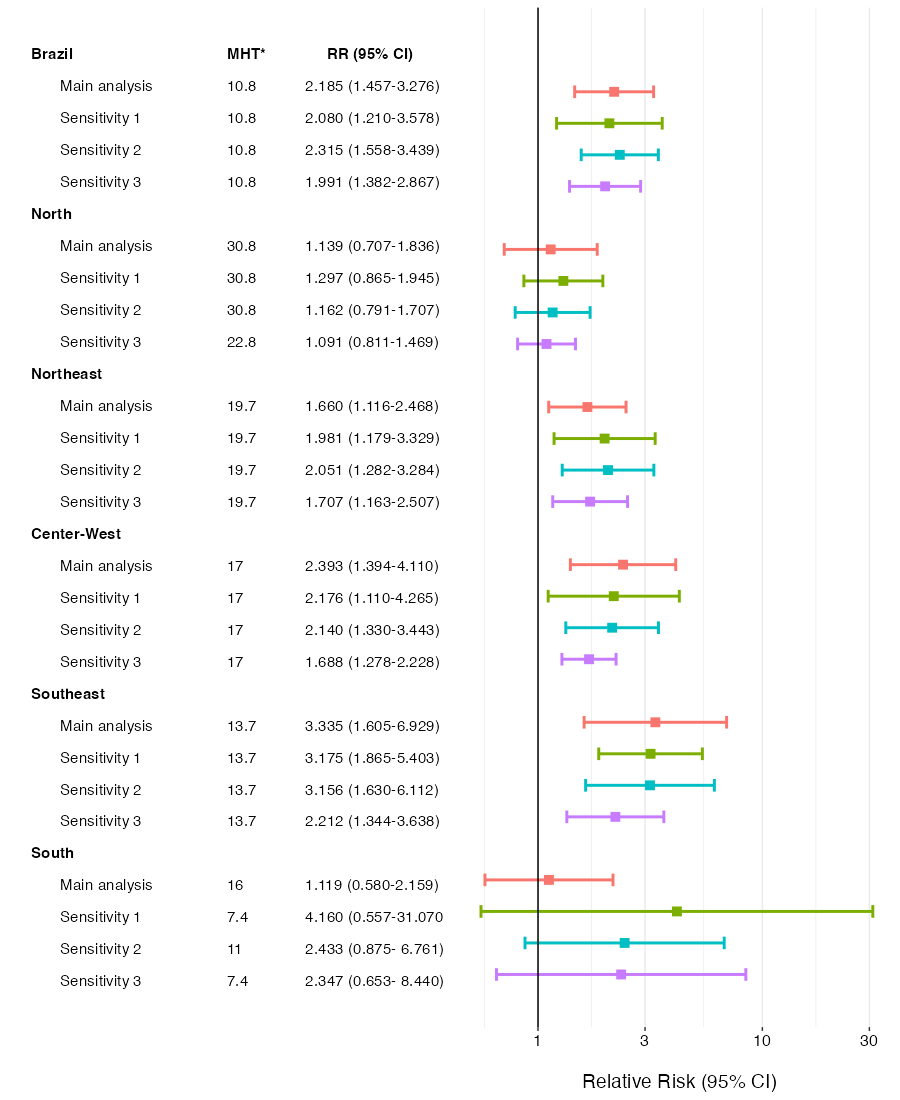 Brazil MHT* RR (95% CI)
Main analysis 10.8 2.185 (1.457-3.276)
Sensitivity 1 10.8 2.080 (1.210-3.578)
Sensitivity 2 10.8 2.315 (1.558-3.439)
Sensitivity 3 10.8 1.991 (1.382-2.867)
North
Main analysis 30.8 1.139 (0.707-1.836)
Sensitivity 1 30.8 1.297 (0.865-1.945)
Sensitivity 2 30.8 1.162 (0.791-1.707)
Sensitivity 3 22.8 1.091 (0.811-1.469)
Northeast
Main analysis 19.7 1.660 (1.116-2.468)
Sensitivity 1 19.7 1.981 (1.179-3.329)
Sensitivity 2 19.7 2.051 (1.282-3.284)
Sensitivity 3 19.7 1.707 (1.163-2.507)
Center-West
Main analysis 17 2.393 (1.394-4.110)
Sensitivity 1 17 2.176 (1.110-4.265)
Sensitivity 2 17 2.140 (1.330-3.443)
Sensitivity 3 17 1.688 (1.278-2.228)
Southeast
Main analysis 13.7 3.335 (1.605-6.929)
Sensitivity 1 13.7 3.175 (1.865-5.403)
Sensitivity 2 13.7 3.156 (1.630-6.112)
Sensitivity 3 13.7 2.212 (1.344-3.638)
South
Main analysis 16 1.119 (0.580-2.159)
Sensitivity 1 7.4 4.160 (0.557-31.070
Sensitivity 2 11 2.433 (0.875- 6.761)
Sensitivity 3 7.4 2.347 (0.653- 8.440)
1 3 10 30
Relative Risk (95% CI)